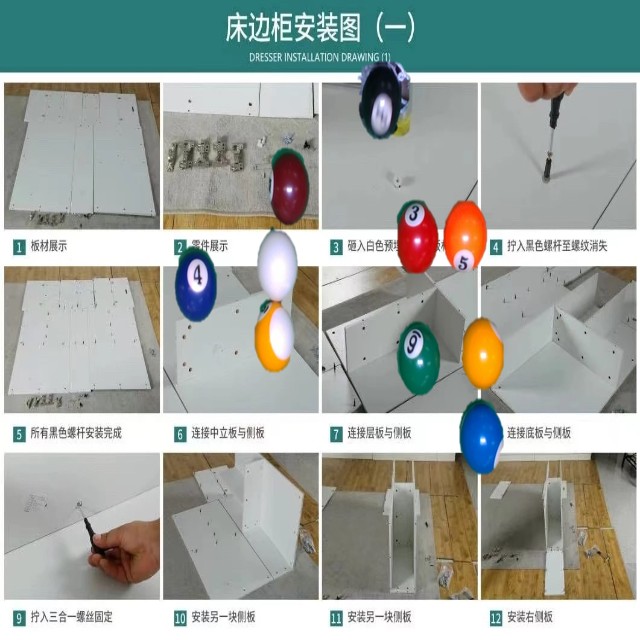 床边柜安装图（一）
DRESSER INSTALLATION DRAWING (1)
1 板材展示
2 零件展示
3 砸入白色预埋
4 拧入黑色螺杆至螺纹消失
3
5
4
5 所有黑色螺杆安装完成
6 连接中立板与侧板
7 连接层板与侧板
连接底板与侧板
9
9 拧入三合一螺丝固定
10 安装另一块侧板
11 安装另一块侧板
12 安装右侧板